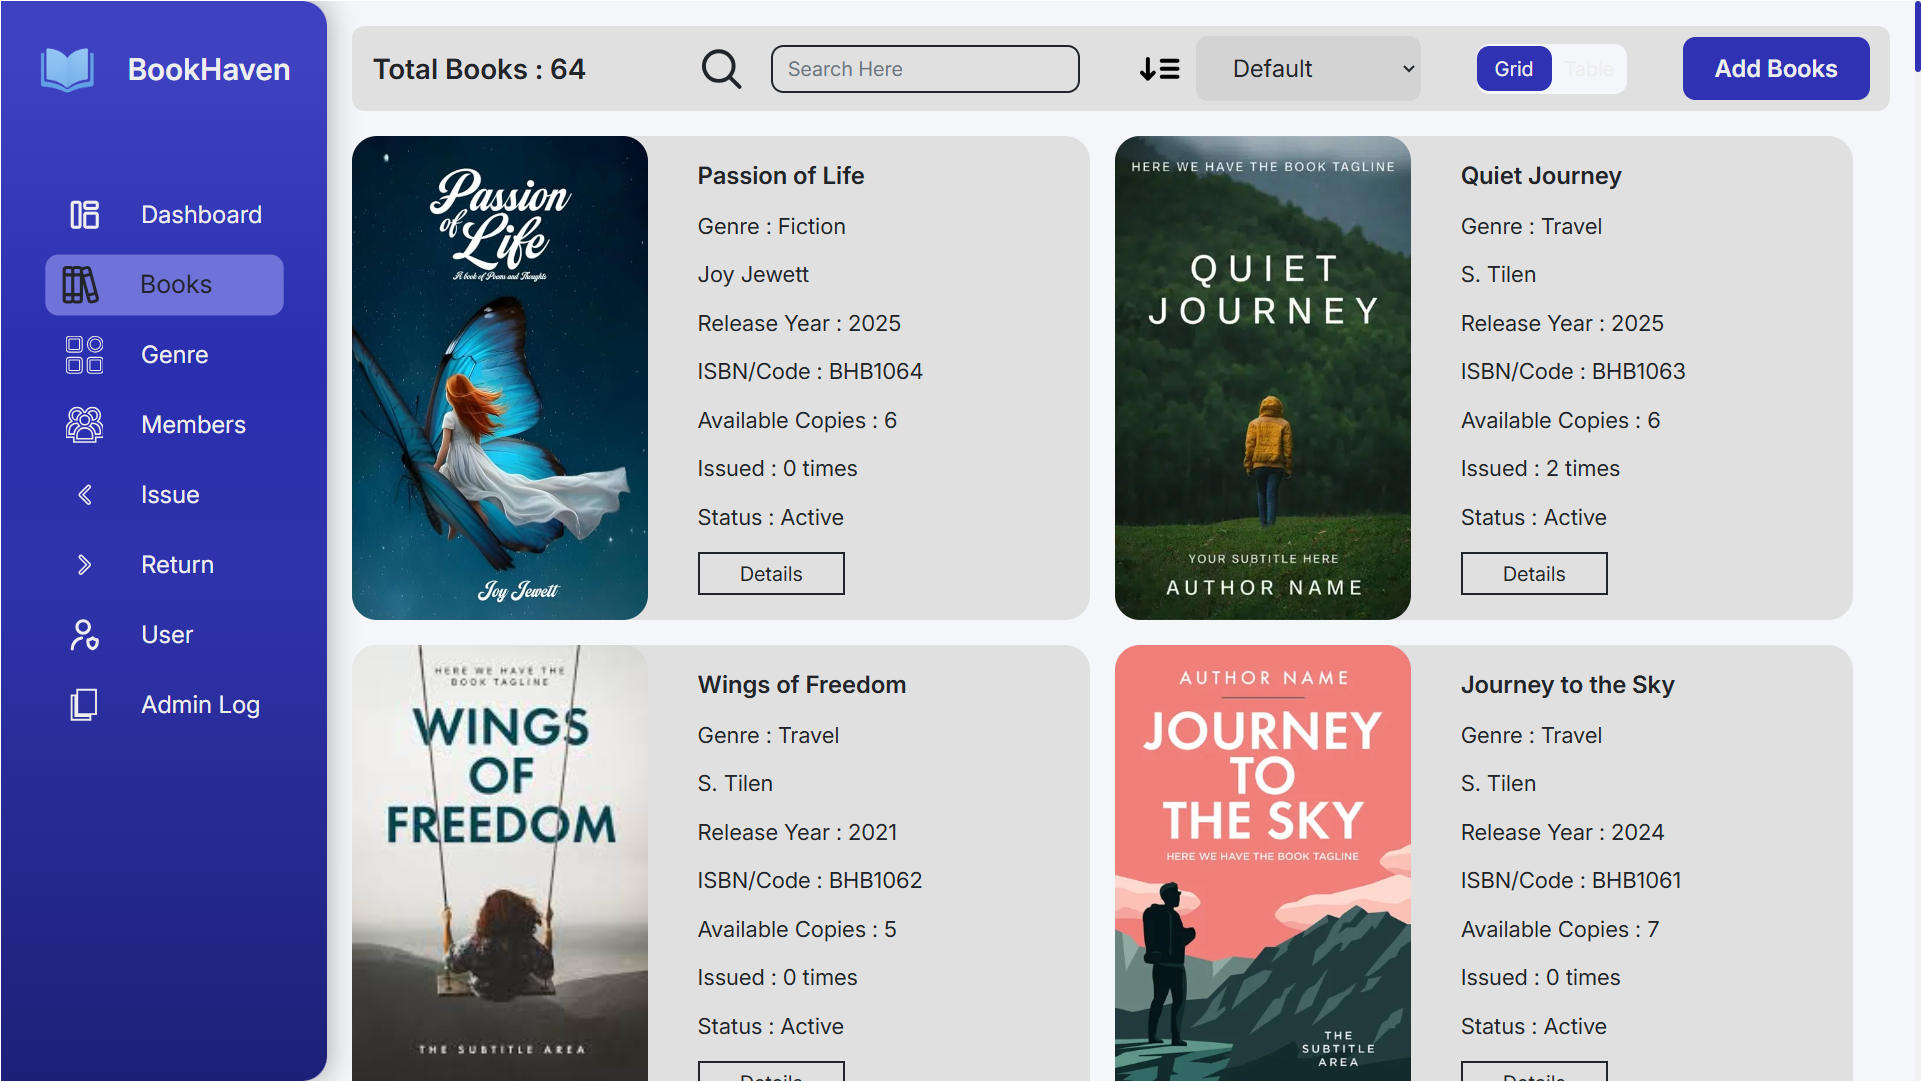 BookHaven
Dashboard
Books
Genre
Members
Issue
Return
User
Admin Log
Total Books : 64
Search Here
Default
Grid
Table
Add Books
Passion
of
Life
A book of Poems and Thoughts
Joy Jewett
Passion of Life
Genre : Fiction
Joy Jewett
Release Year : 2025
ISBN/Code : BHB1064
Available Copies : 6
Issued : 0 times
Status : Active
Details
HERE WE HAVE THE BOOK TAGLINE
QUIET
JOURNEY
YOUR SUBTITLE HERE
AUTHOR NAME
Quiet Journey
Genre : Travel
S. Tilen
Release Year : 2025
ISBN/Code : BHB1063
Available Copies : 6
Issued : 2 times
Status : Active
Details
HERE WE HAVE THE
BOOK TAGLINE
WINGS
OF
FREEDOM
THE SUBTITLE AREA
Wings of Freedom
Genre : Travel
S. Tilen
Release Year : 2021
ISBN/Code : BHB1062
Available Copies : 5
Issued : 0 times
Status : Active
Details
AUTHOR NAME
JOURNEY
TO
THE SKY
HERE WE HAVE THE BOOK TAGLINE
THE
SUBTITLE
AREA
Journey to the Sky
Genre : Travel
S. Tilen
Release Year : 2024
ISBN/Code : BHB1061
Available Copies : 7
Issued : 0 times
Status : Active
Details